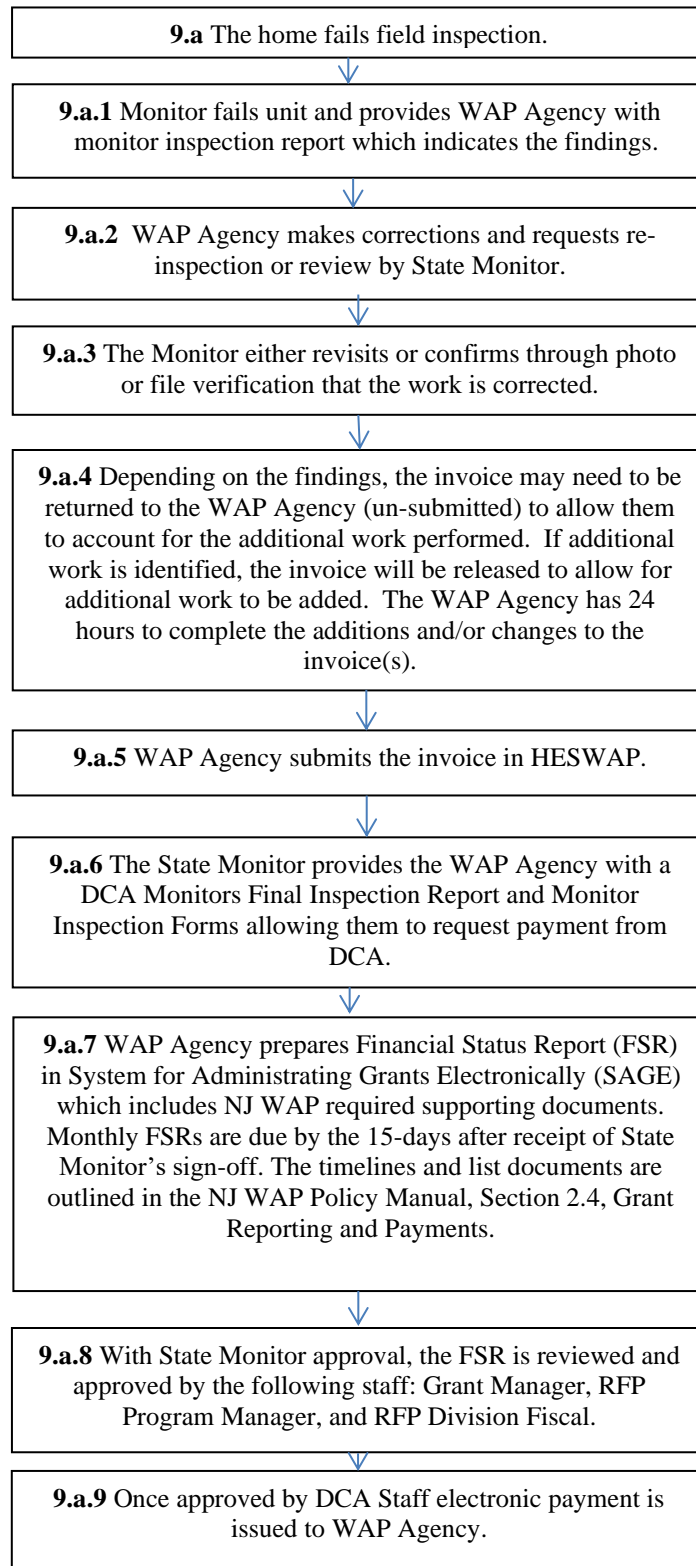 9.a The home fails field inspection.
9.a.1 Monitor fails unit and provides WAP Agency with
monitor inspection report which indicates the findings.
9.a.2 WAP Agency makes corrections and requests re-
inspection or review by State Monitor.
9.a.3 The Monitor either revisits or confirms through photo
or file verification that the work is corrected.
9.a.4 Depending on the findings, the invoice may need to be
returned to the WAP Agency (un-submitted) to allow them
to account for the additional work performed. If additional
work is identified, the invoice will be released to allow for
additional work to be added. The WAP Agency has 24
hours to complete the additions and/or changes to the
invoice(s).
9.a.5 WAP Agency submits the invoice in HESWAP.
9.a.6 The State Monitor provides the WAP Agency with a
DCA Monitors Final Inspection Report and Monitor
Inspection Forms allowing them to request payment from
DCA.
9.a.7 WAP Agency prepares Financial Status Report (FSR)
in System for Administrating Grants Electronically (SAGE)
which includes NJ WAP required supporting documents.
Monthly FSRs are due by the 15-days after receipt of State
Monitor’s sign-off. The timelines and list documents are
outlined in the NJ WAP Policy Manual, Section 2.4, Grant
Reporting and Payments.
9.a.8 With State Monitor approval, the FSR is reviewed and
approved by the following staff: Grant Manager, RFP
Program Manager, and RFP Division Fiscal.
9.a.9 Once approved by DCA Staff electronic payment is
issued to WAP Agency.